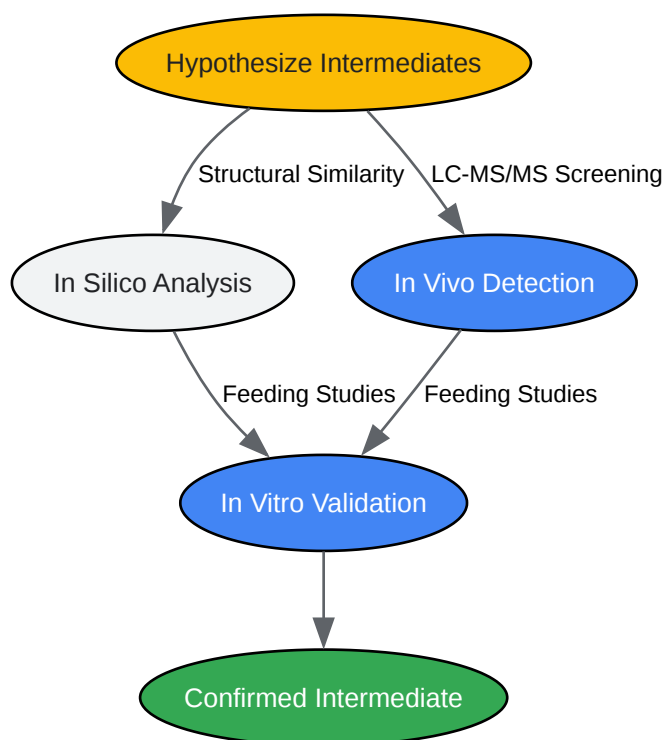 Hypothesize Intermediates
Structural Similarity
LC-MS/MS Screening
In Silico Analysis
In Vivo Detection
Feeding Studies
Feeding Studies
In Vitro Validation
Confirmed Intermediate